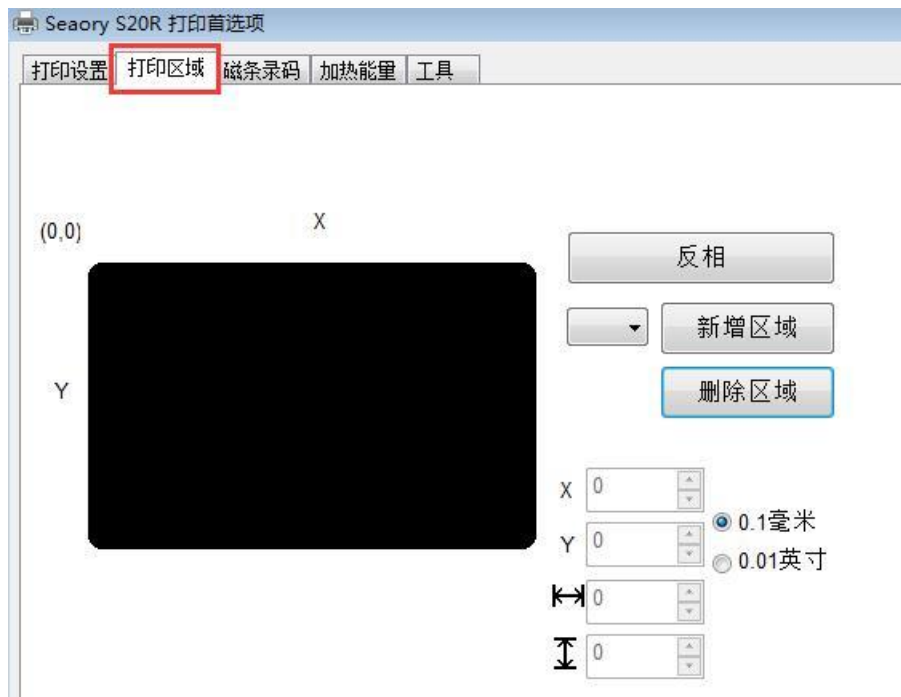 Seaory S20R 打印首选项
打印设置 打印区域 磁条录码 加热能量 工具
X
(0,0)
反相
新增区域
Y
删除区域
X 0
0.1毫米
Y 0
0.01英寸
0
0